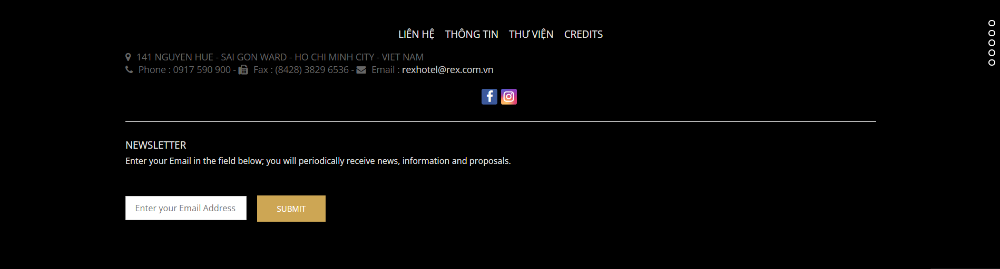 LIÊN HỆ THÔNG TIN THƯ VIỆN CREDITS
141 NGUYEN HUE - SAI GON WARD - HO CHI MINH CITY - VIET NAM
Phone : 0917 590 900 - Fax : (8428) 3829 6536 - Email : rexhotel@rex.com.vn
NEWSLETTER
Enter your Email in the field below; you will periodically receive news, information and proposals.
Enter your Email Address SUBMIT